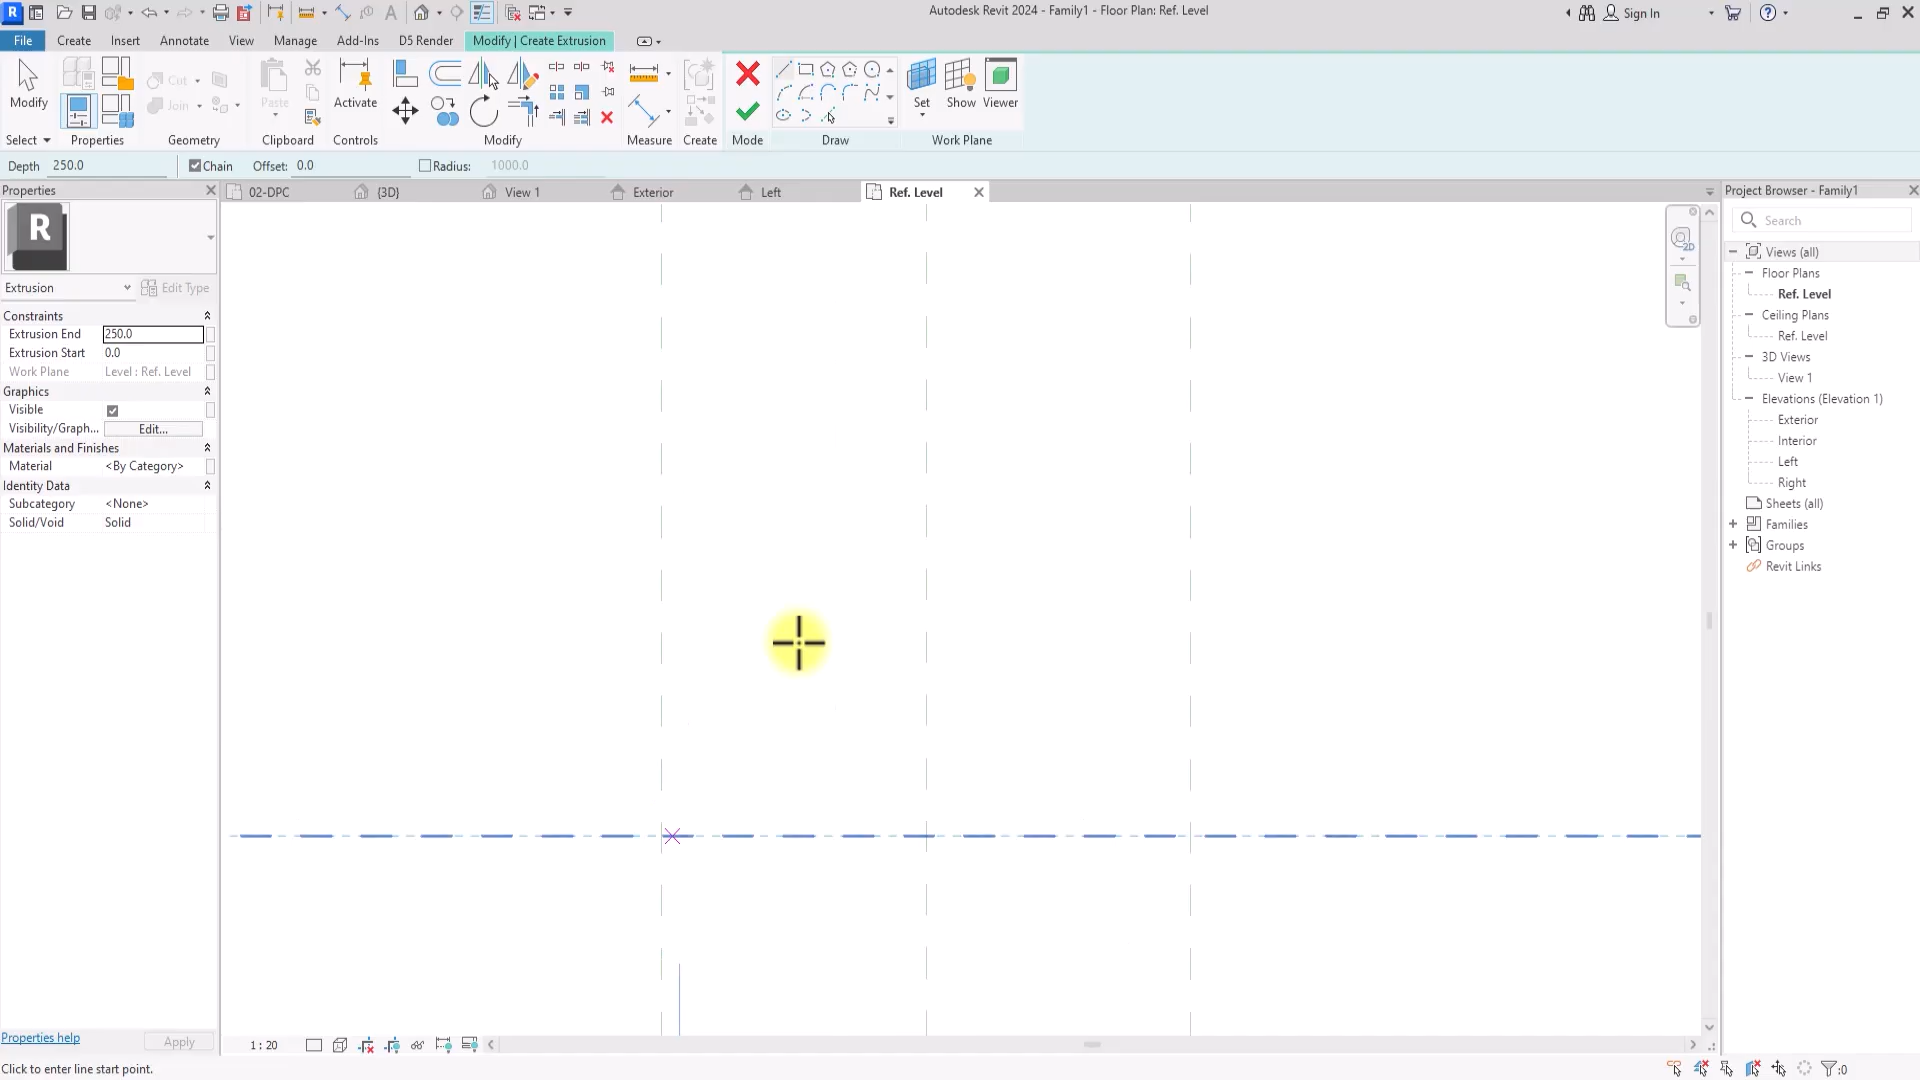 Autodesk Revit 2024 - Family1 - Floor Plan: Ref. Level
Sign In
File Create Insert Annotate View Manage Add-Ins D5 Render Modify | Create Extrusion
Modify
Cut
Join
Paste
Activate
Set Show Viewer
Select Properties Geometry Clipboard Controls Modify Measure Create Mode Draw Work Plane
Depth 250.0 Chain Offset: 0.0 Radius: 1000.0
Properties
02-DPC {3D} View 1 Exterior Left Ref. Level
Project Browser - Family1
R
Search
2D
Extrusion
Edit Type
Constraints
Extrusion End 250.0
Extrusion Start 0.0
Work Plane Level : Ref. Level
Graphics
Visible
Visibility/Graph... Edit...
Materials and Finishes
Material <By Category>
Identity Data
Subcategory <None>
Solid/Void Solid
Views (all)
Floor Plans
Ref. Level
Ceiling Plans
Ref. Level
3D Views
View 1
Elevations (Elevation 1)
Exterior
Interior
Left
Right
Sheets (all)
Families
Groups
Revit Links
Properties help
Apply
1 : 20
Click to enter line start point.
:0